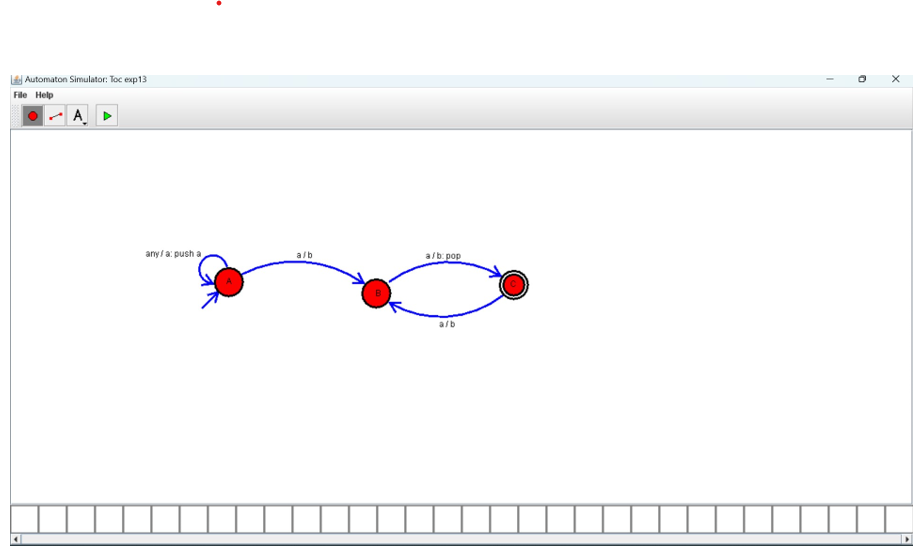 Automaton Simulator: Toc exp13
File Help
A
any / a: push a
a / b
a / b: pop
A
B
C
a / b